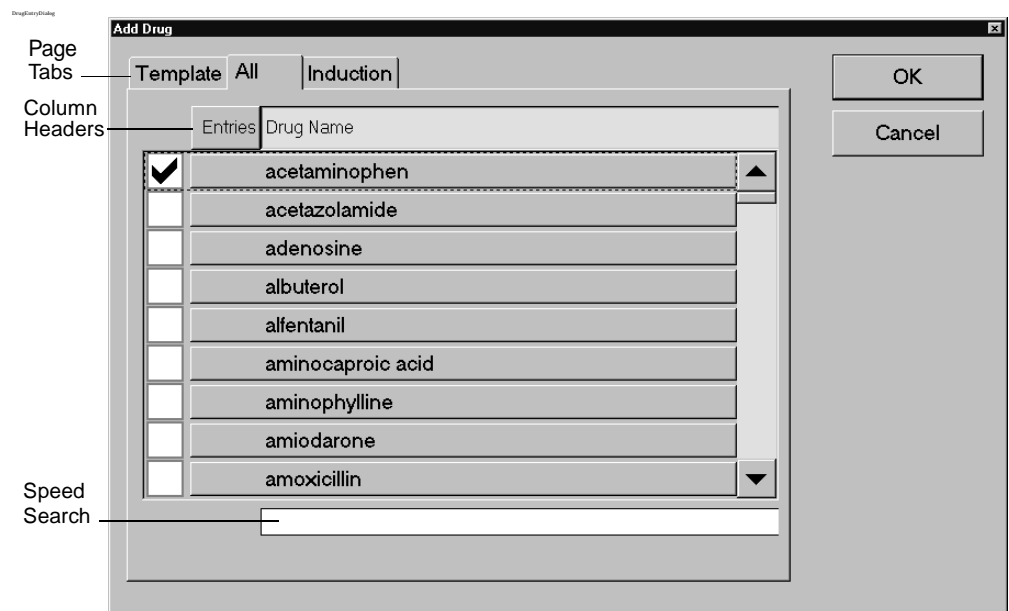 DrugEntryDialog
Add Drug
Page
Tabs
Template All Induction
OK
Column
Headers
Entries Drug Name
Cancel
acetaminophen
acetazolamide
adenosine
albuterol
alfentanil
aminocaproic acid
aminophylline
amiodarone
amoxicillin
Speed
Search